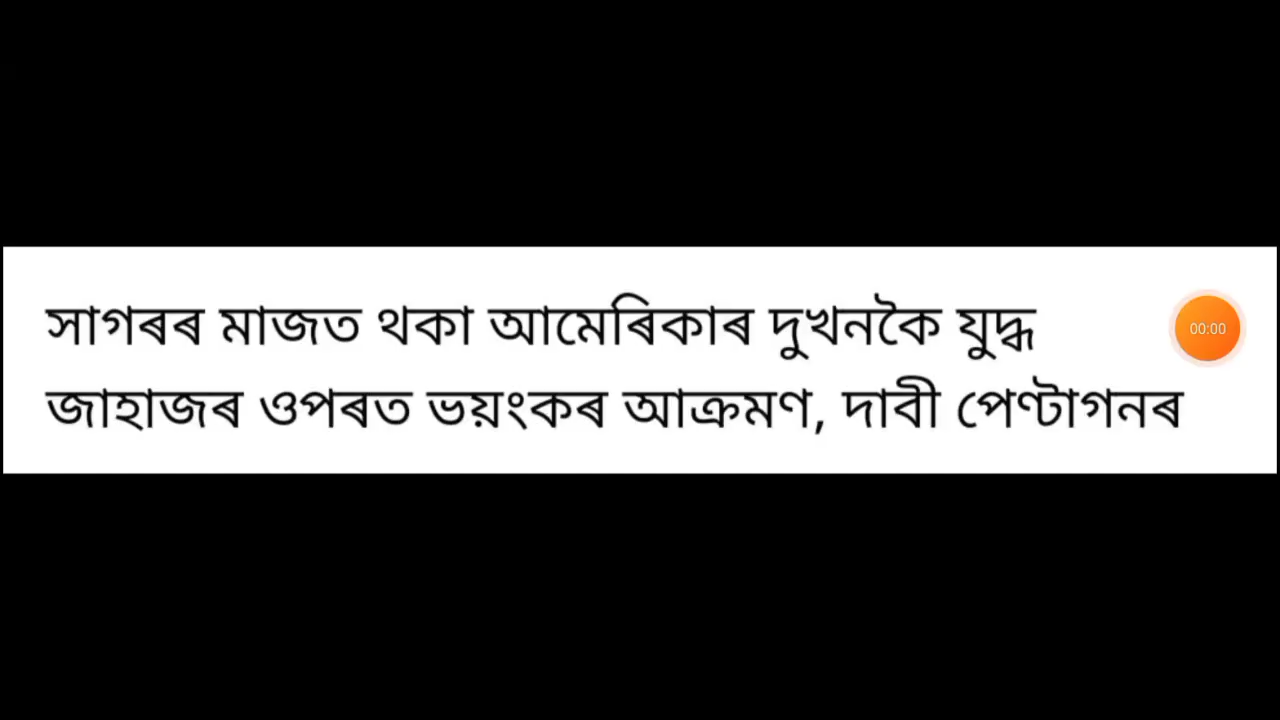 সাগৰৰ মাজত থকা আমেৰিকাৰ দুখনকৈ যুদ্ধ
জাহাজৰ ওপৰত ভয়ংকৰ আক্ৰমণ, দাবী পেণ্টাগনৰ
00:00